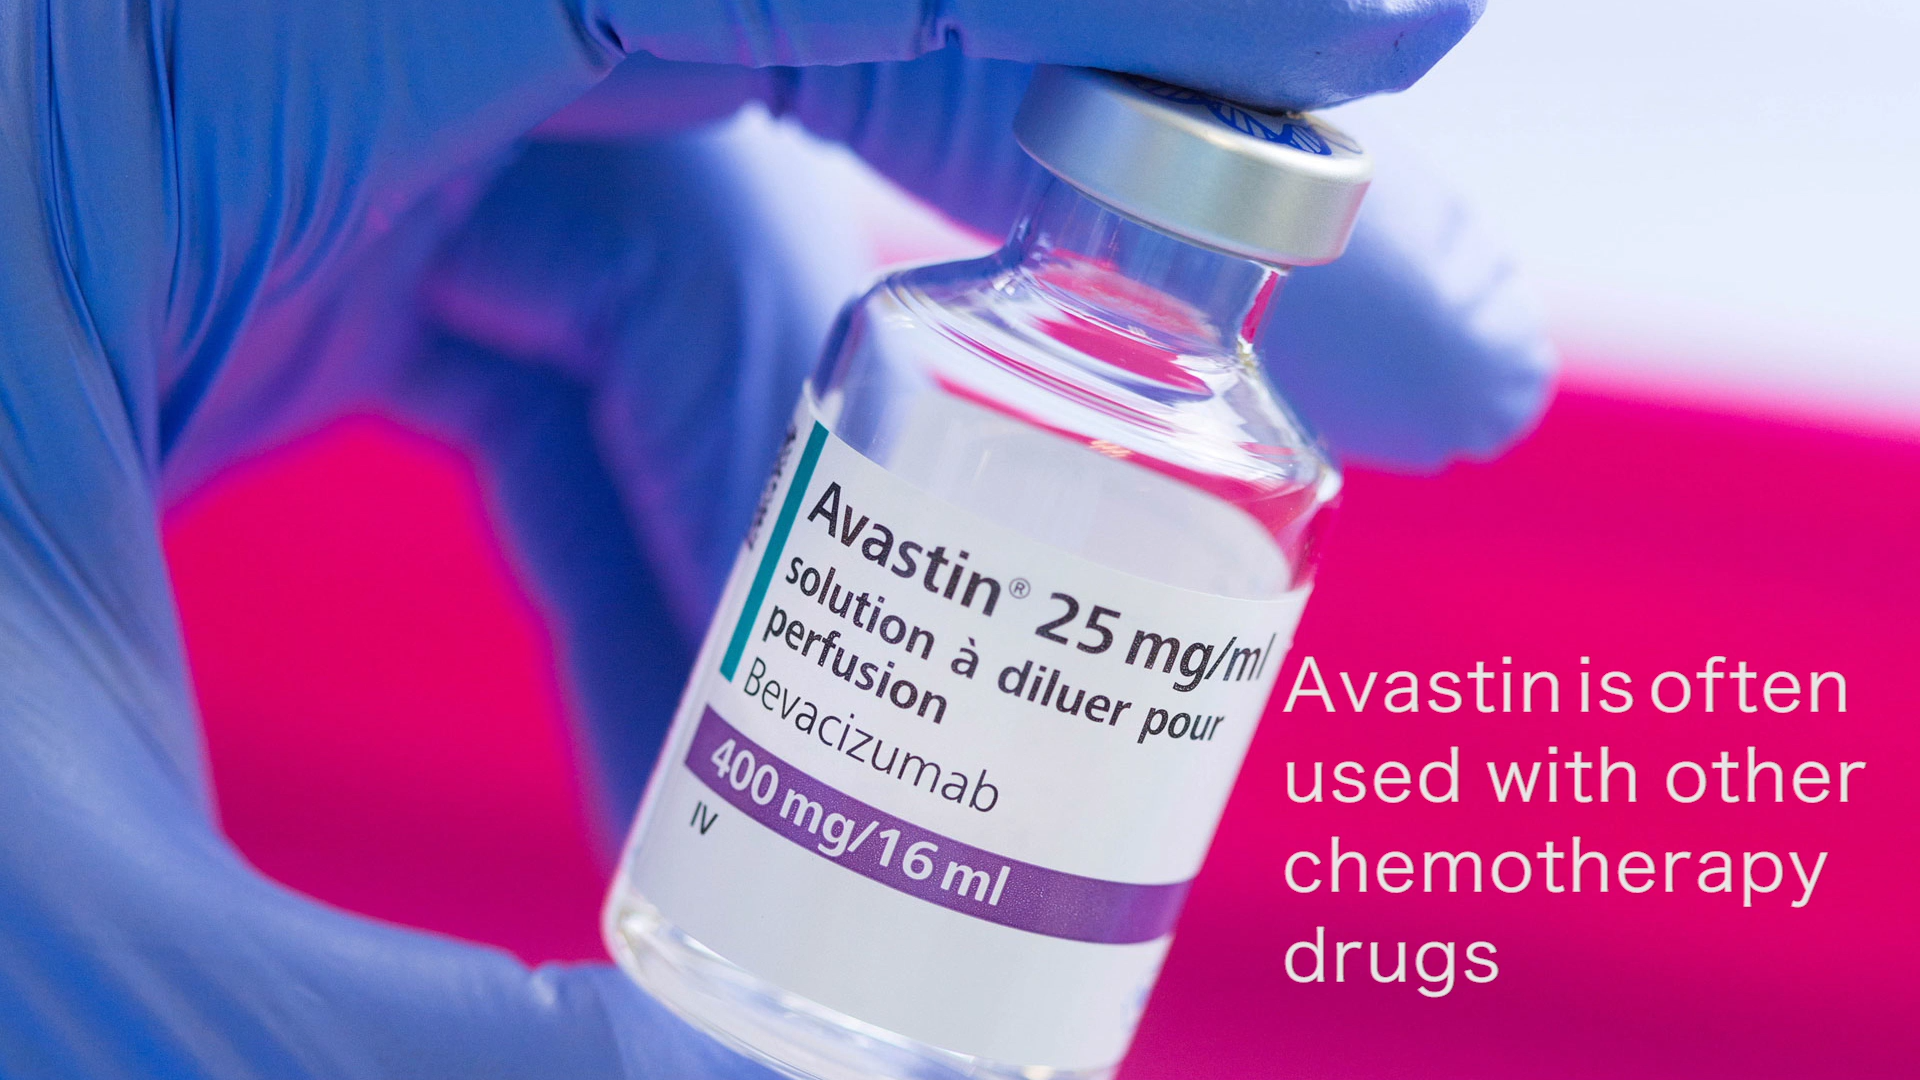 Avastin® 25 mg/ml
solution à diluer pour
perfusion
Bevacizumab
400 mg/16 ml
IV
Avastin is often
used with other
chemotherapy
drugs